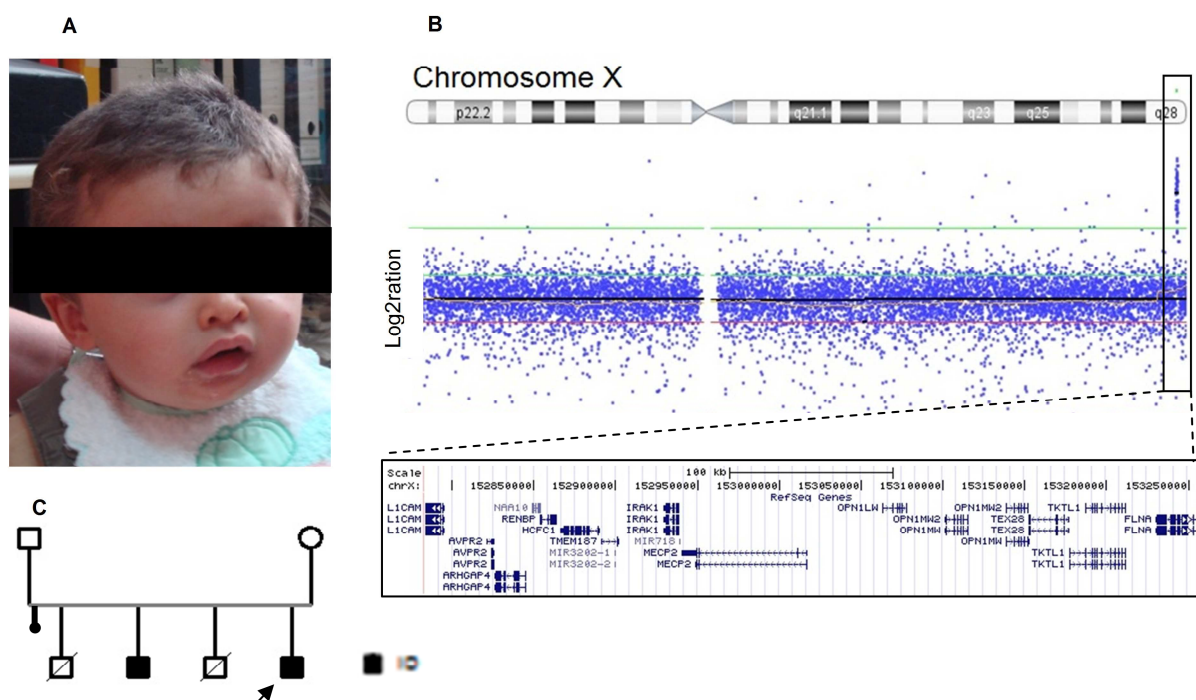 A
B
Chromosome X
p22.2 q21.1 q23 q25 q28
Log2ration
Scale 100 kb
chrX: 152850000 152900000 152950000 153000000 153050000 153100000 153150000 153200000 153250000
RefSeq Genes
L1CAM NAA10 IRAK1 OPN1LW OPN1MW2 TKTL1
L1CAM RENBP IRAK1 OPN1MW2 TEX28 FLNA
L1CAM HCFC1 IRAK1 OPN1MW TEX28 FLNA
AVPR2 TMEM187 MIR718 OPN1MW
AVPR2 MIR3202-1 MECP2 TKTL1
AVPR2 MIR3202-2 MECP2 TKTL1
ARHGAP4
ARHGAP4
C